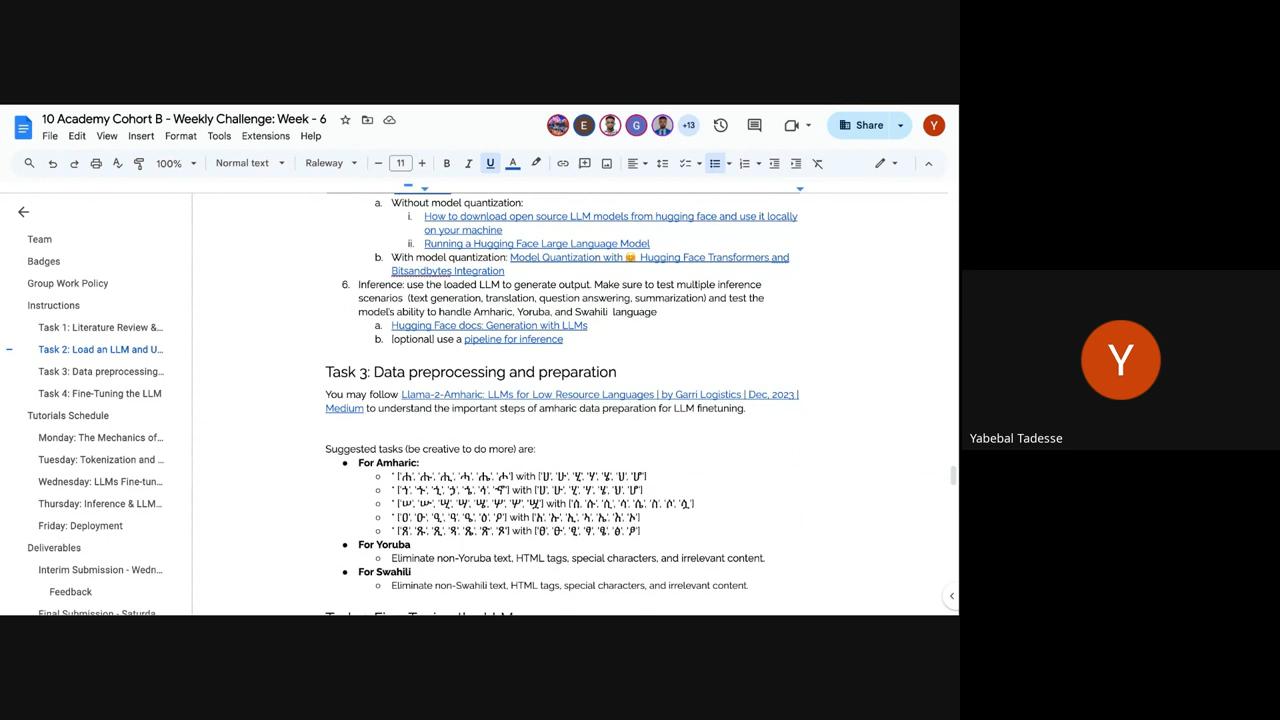 10 Academy Cohort B - Weekly Challenge: Week - 6
E
G
+13
Share
Y
File Edit View Insert Format Tools Extensions Help
100% Normal text Raleway − 11 + B I U A
Team
Badges
Group Work Policy
Instructions
Task 1: Literature Review &...
Task 2: Load an LLM and U...
Task 3: Data preprocessing...
Task 4: Fine-Tuning the LLM
Tutorials Schedule
Monday: The Mechanics of...
Tuesday: Tokenization and ...
Wednesday: LLMs Fine-tun...
Thursday: Inference & LLM...
Friday: Deployment
Deliverables
Interim Submission - Wedn...
Feedback
Final Submission - Saturda
a. Without model quantization:
i. How to download open source LLM models from hugging face and use it locally
on your machine
ii. Running a Hugging Face Large Language Model
b. With model quantization: Model Quantization with 🤗 Hugging Face Transformers and
Bitsandbytes Integration
6. Inference: use the loaded LLM to generate output. Make sure to test multiple inference
scenarios (text generation, translation, question answering, summarization) and test the
model's ability to handle Amharic, Yoruba, and Swahili language
a. Hugging Face docs: Generation with LLMs
b. [optional] use a pipeline for inference
Task 3: Data preprocessing and preparation
You may follow Llama-2-Amharic: LLMs for Low Resource Languages | by Garri Logistics | Dec, 2023 |
Medium to understand the important steps of amharic data preparation for LLM finetuning.
Suggested tasks (be creative to do more) are:
● For Amharic:
with
with
with
with
with
● For Yoruba
○ Eliminate non-Yoruba text, HTML tags, special characters, and irrelevant content.
● For Swahili
○ Eliminate non-Swahili text, HTML tags, special characters, and irrelevant content.
Y
Yabebal Tadesse